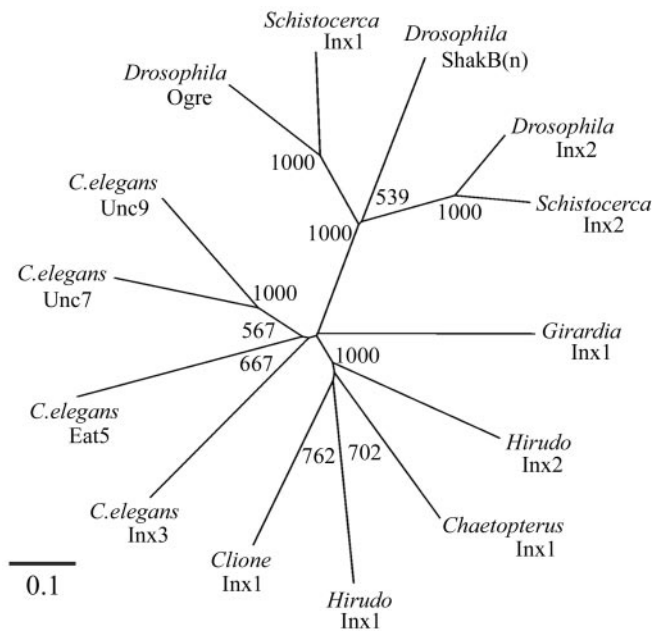 Schistocerca
Inx1
Drosophila
ShakB(n)
Drosophila
Ogre
Drosophila
Inx2
1000
C.elegans
Unc9
539
1000
Schistocerca
Inx2
1000
C.elegans
Unc7
1000
567
Girardia
Inx1
667
1000
C.elegans
Eat5
Hirudo
Inx2
762
702
C.elegans
Inx3
Chaetopterus
Inx1
Clione
Inx1
0.1
Hirudo
Inx1